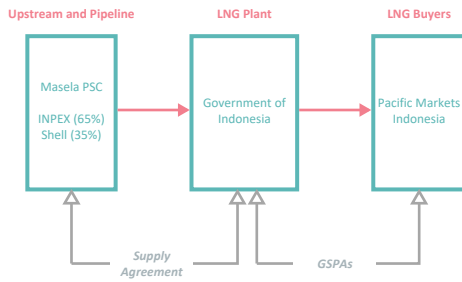 Upstream and Pipeline
LNG Plant
LNG Buyers
Masela PSC
INPEX (65%)
Shell (35%)
Government of
Indonesia
Pacific Markets
Indonesia
Supply
Agreement
GSPAs